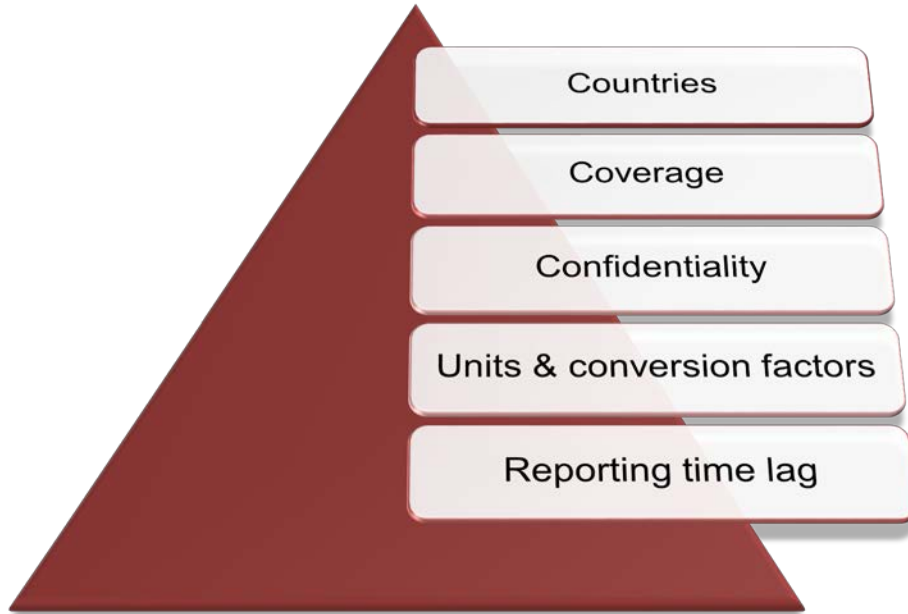 Countries
Coverage
Confidentiality
Units & conversion factors
Reporting time lag